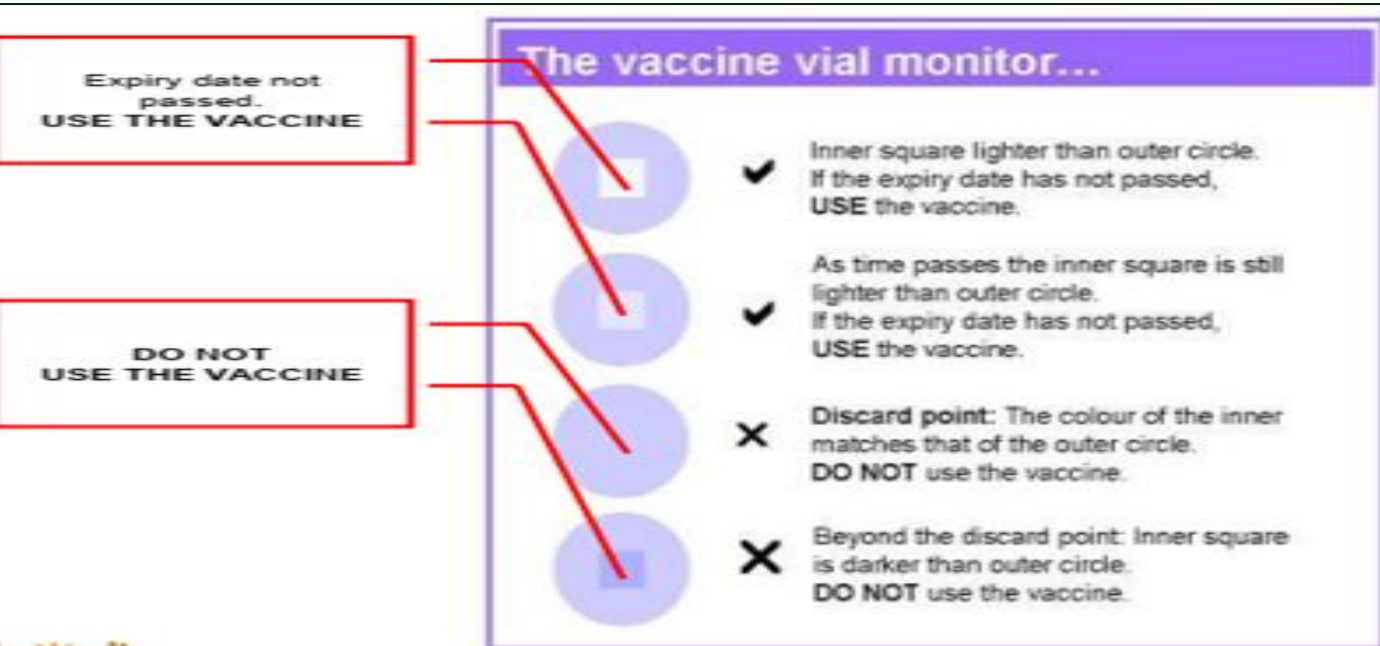 The vaccine vial monitor...
Expiry date not
passed.
USE THE VACCINE
Inner square lighter than outer circle.
If the expiry date has not passed,
USE the vaccine.
As time passes the inner square is still
lighter than outer circle.
If the expiry date has not passed,
USE the vaccine.
DO NOT
USE THE VACCINE
Discard point: The colour of the inner
matches that of the outer circle.
DO NOT use the vaccine.
Beyond the discard point: Inner square
is darker than outer circle.
DO NOT use the vaccine.